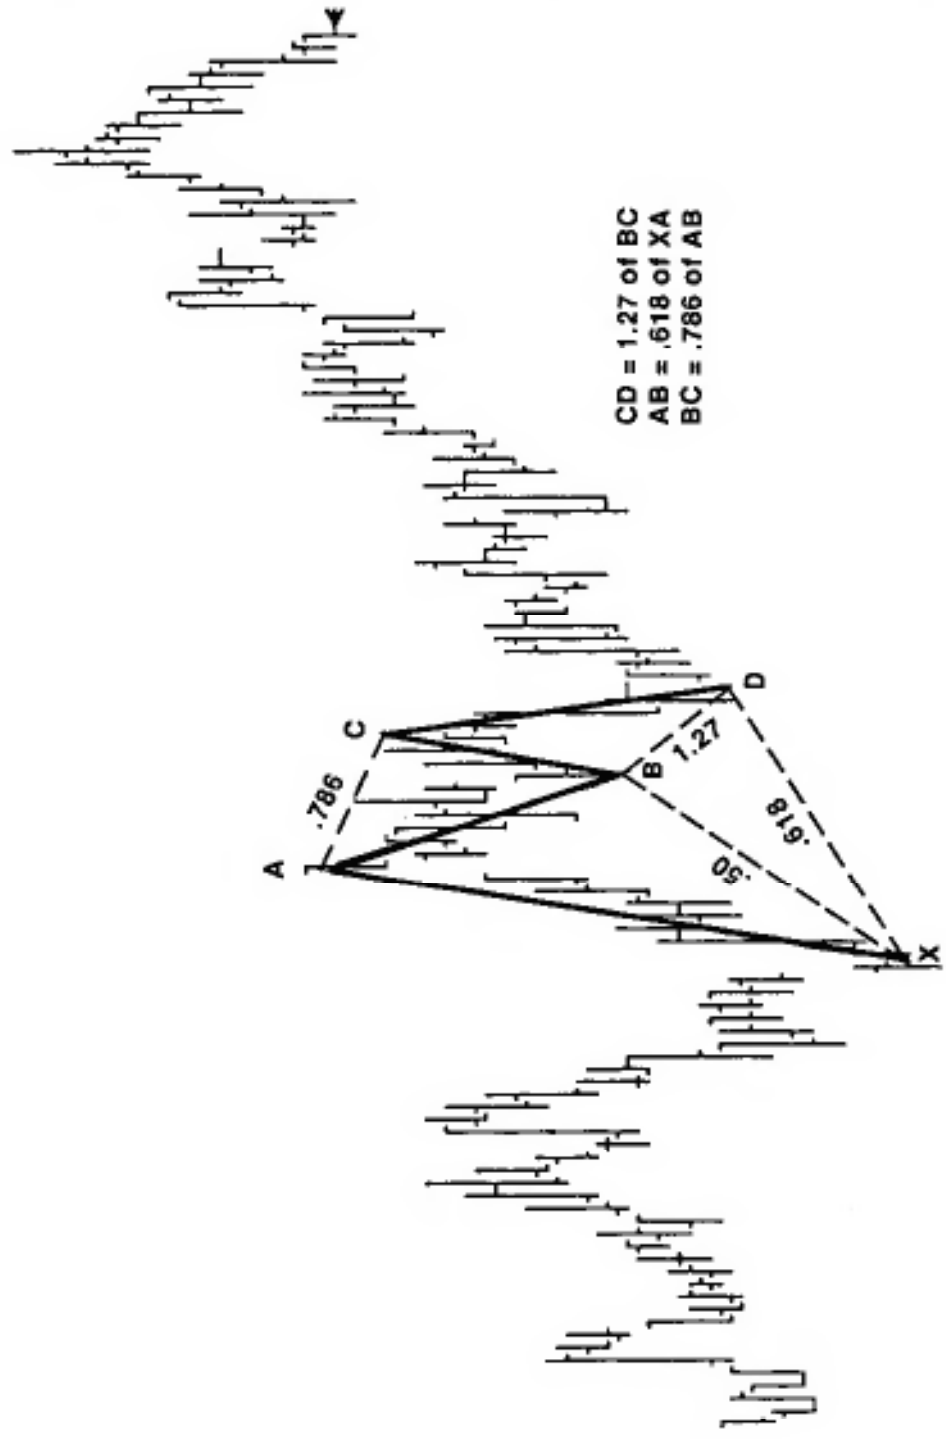 A
.786
C
B
1.27
D
.50
.618
X
CD = 1.27 of BC
AB = .618 of XA
BC = .786 of AB